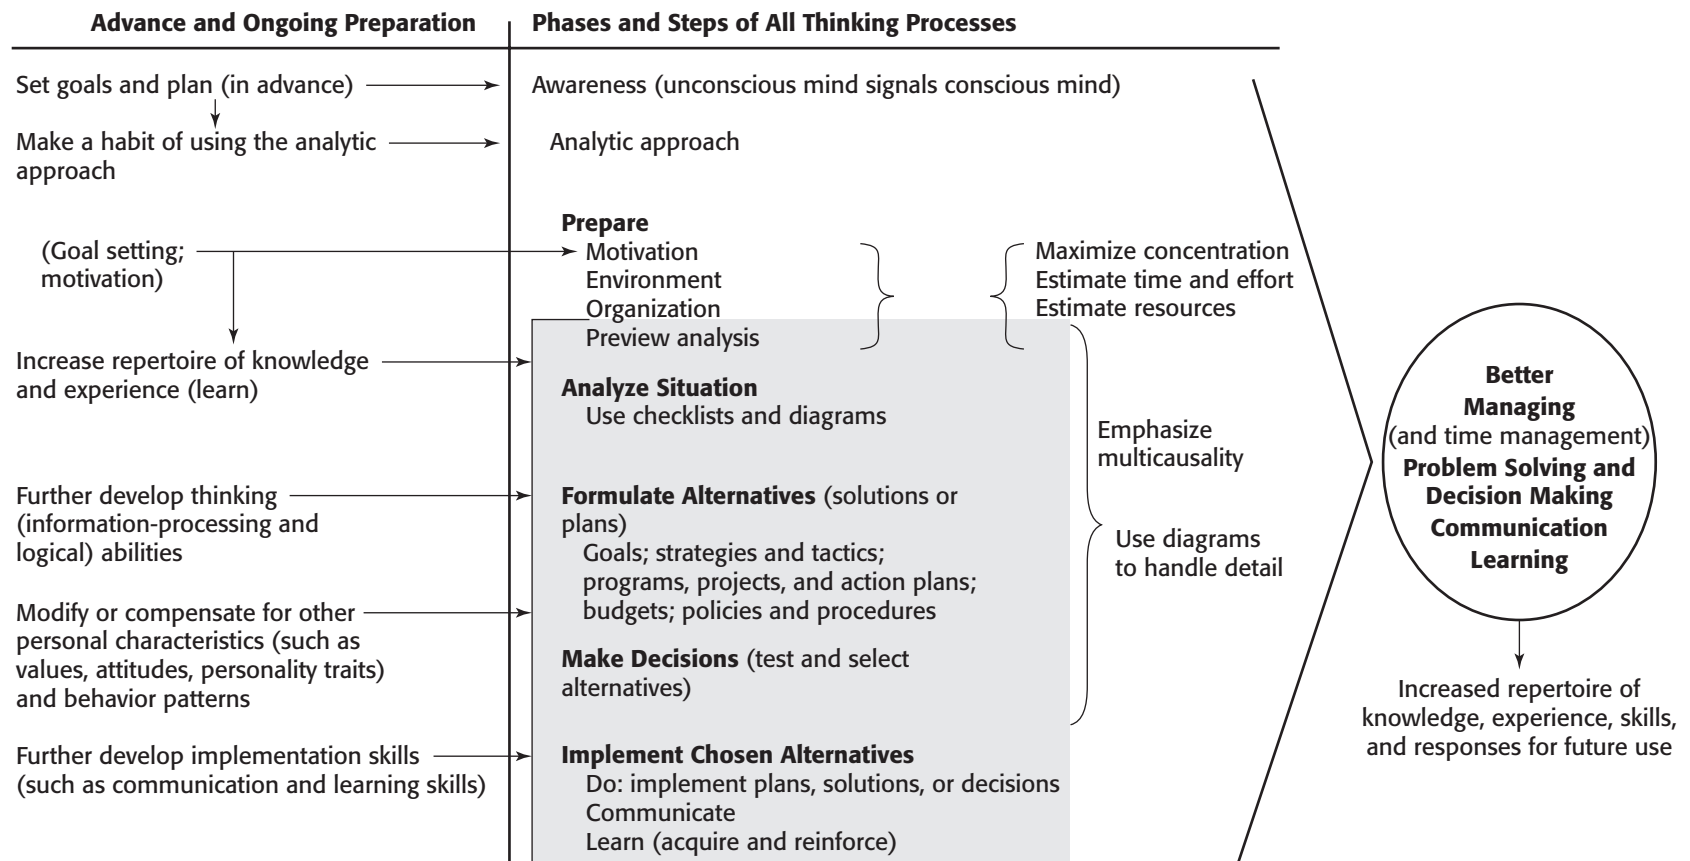 Advance and Ongoing Preparation
Phases and Steps of All Thinking Processes
Set goals and plan (in advance)
Make a habit of using the analytic
approach
(Goal setting;
motivation)
Increase repertoire of knowledge
and experience (learn)
Further develop thinking
(information-processing and
logical) abilities
Modify or compensate for other
personal characteristics (such as
values, attitudes, personality traits)
and behavior patterns
Further develop implementation skills
(such as communication and learning skills)
Awareness (unconscious mind signals conscious mind)
Analytic approach
Prepare
Motivation
Environment
Organization
Preview analysis
Maximize concentration
Estimate time and effort
Estimate resources
Analyze Situation
Use checklists and diagrams
Formulate Alternatives (solutions or
plans)
Goals; strategies and tactics;
programs, projects, and action plans;
budgets; policies and procedures
Make Decisions (test and select
alternatives)
Implement Chosen Alternatives
Do: implement plans, solutions, or decisions
Communicate
Learn (acquire and reinforce)
Emphasize
multicausality
Use diagrams
to handle detail
Better
Managing
(and time management)
Problem Solving and
Decision Making
Communication
Learning
Increased repertoire of
knowledge, experience, skills,
and responses for future use